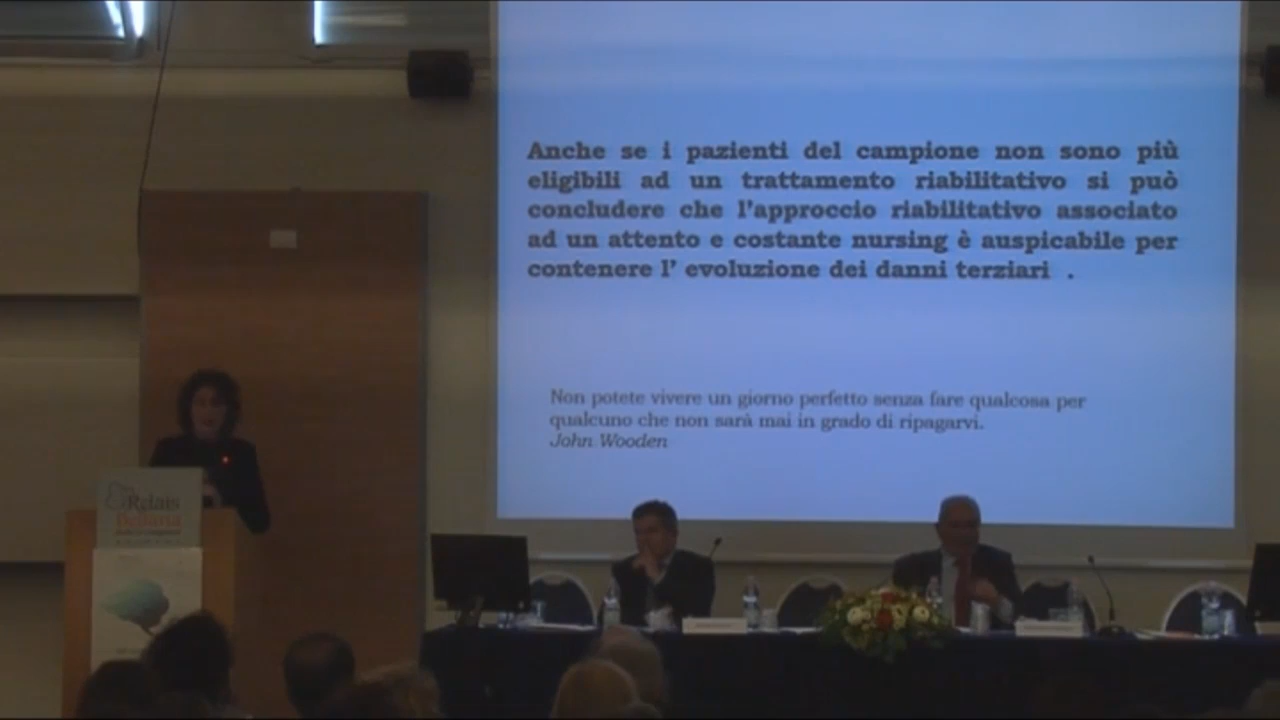 Anche se i pazienti del campione non sono più
eligibili ad un trattamento riabilitativo si può
concludere che l'approccio riabilitativo associato
ad un attento e costante nursing è auspicabile per
contenere l' evoluzione dei danni terziari .
Non potete vivere un giorno perfetto senza fare qualcosa per
qualcuno che non sarà mai in grado di ripagarvi.
John Wooden
Relais